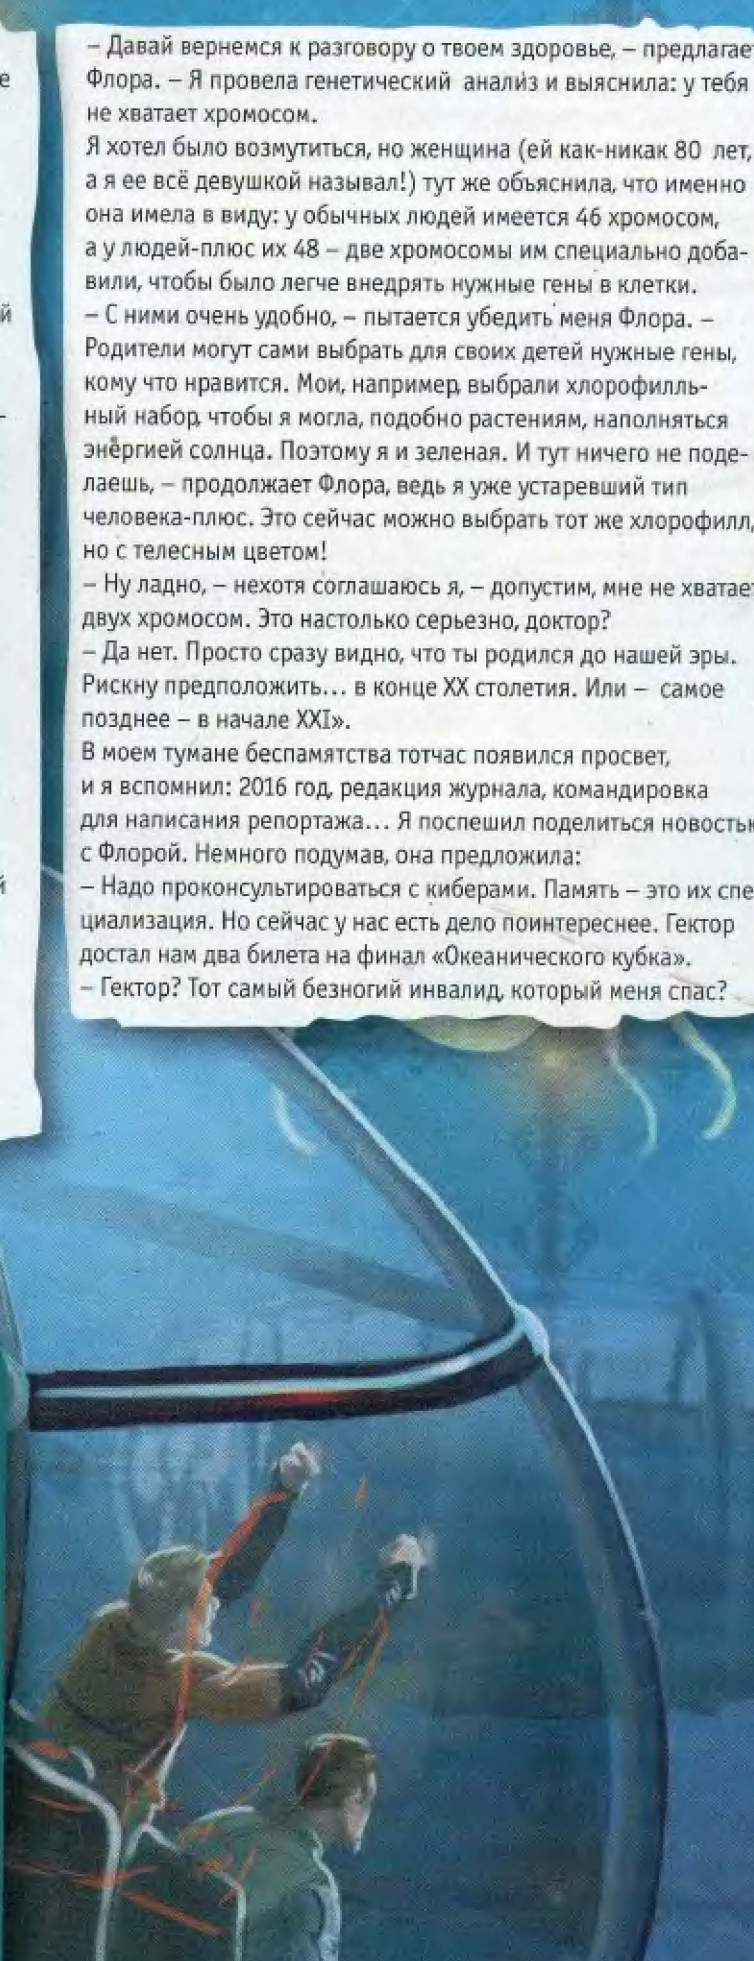 – Давай вернемся к разговору о твоем здоровье, – предлагает
Флора. – Я провела генетический анализ и выяснила: у тебя
не хватает хромосом.
Я хотел было возмутиться, но женщина (ей как-никак 80 лет,
а я ее всё девушкой называл!) тут же объяснила, что именно
она имела в виду: у обычных людей имеется 46 хромосом,
а у людей-плюс их 48 – две хромосомы им специально доба-
вили, чтобы было легче внедрять нужные гены в клетки.
– С ними очень удобно, – пытается убедить меня Флора. –
Родители могут сами выбрать для своих детей нужные гены,
кому что нравится. Мои, например, выбрали хлорофилль-
ный набор, чтобы я могла, подобно растениям, наполняться
энергией солнца. Поэтому я и зеленая. И тут ничего не поде-
лаешь, – продолжает Флора, ведь я уже устаревший тип
человека-плюс. Это сейчас можно выбрать тот же хлорофилл,
но с телесным цветом!
– Ну ладно, – нехотя соглашаюсь я, – допустим, мне не хватает
двух хромосом. Это настолько серьезно, доктор?
– Да нет. Просто сразу видно, что ты родился до нашей эры.
Рискну предположить... в конце XX столетия. Или – самое
позднее – в начале XXI».
В моем тумане беспамятства тотчас появился просвет,
и я вспомнил: 2016 год, редакция журнала, командировка
для написания репортажа... Я поспешил поделиться новостью
с Флорой. Немного подумав, она предложила:
– Надо проконсультироваться с киберами. Память – это их спе
циализация. Но сейчас у нас есть дело поинтереснее. Гектор
достал нам два билета на финал «Океанического кубка».
– Гектор? Тот самый безногий инвалид, который меня спас?